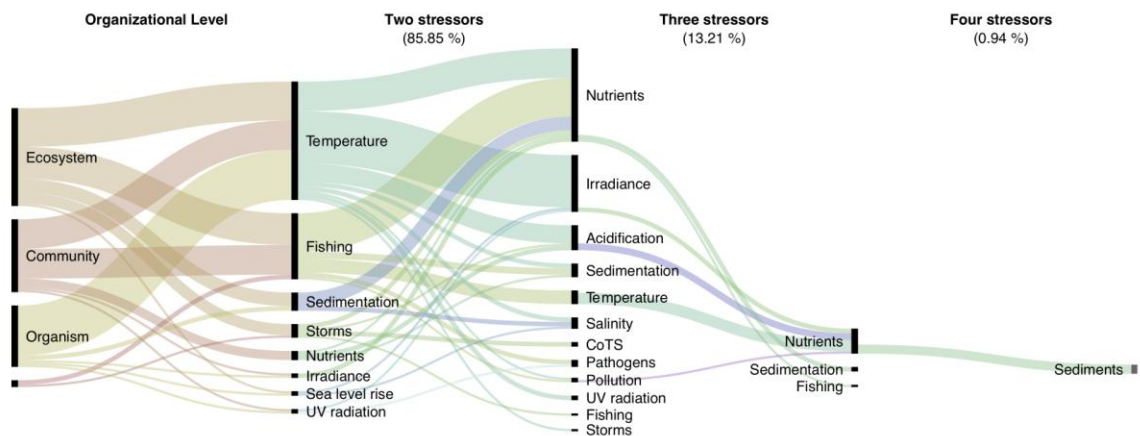 Organizational Level
Two stressors
(85.85 %)
Three stressors
(13.21 %)
Four stressors
(0.94 %)
Ecosystem
Community
Organism
Temperature
Fishing
Sedimentation
Storms
Nutrients
Irradiance
Sea level rise
UV radiation
Nutrients
Irradiance
Acidification
Sedimentation
Temperature
Salinity
CoTS
Pathogens
Pollution
UV radiation
Fishing
Storms
Nutrients
Sedimentation
Fishing
Sediments